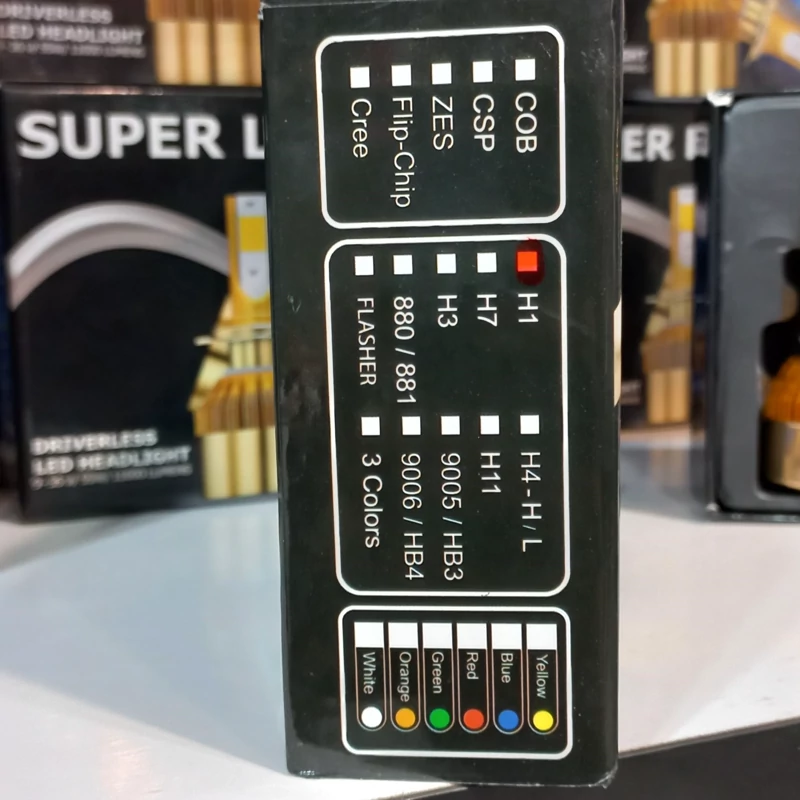 DRIVERLESS
LED HEADLIGHT
SUPER L
DRIVERLESS
LED HEADLIGHT
COB
CSP
ZES
Flip-Chip
Cree
H1
H7
H3
880 / 881
FLASHER
H4 - H / L
H11
9005 / HB3
9006 / HB4
3 Colors
Yellow
Blue
Red
Green
Orange
White
ER